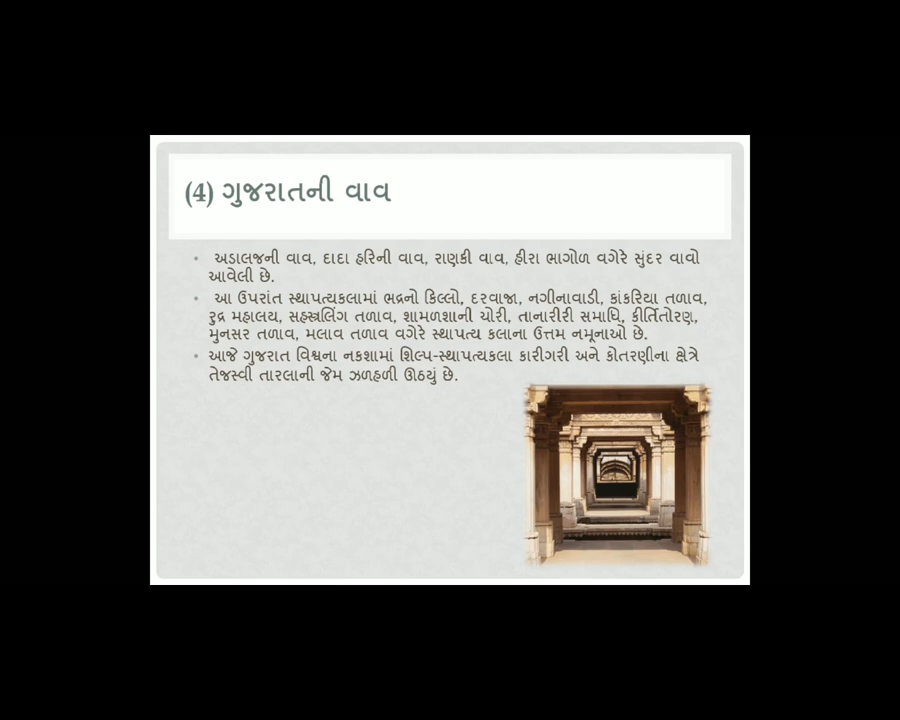 (4) ગુજરાતની વાવ
• અડાલજની વાવ, દાદા હરિની વાવ, રાણકી વાવ, હીરા ભાગોળ વગેરે સુંદર વાવો
આવેલી છે.
• આ ઉપરાંત સ્થાપત્યકલામાં ભદ્રનો કિલ્લો, દરવાજા, નગીનાવાડી, કાંકરિયા તળાવ,
રુદ્ર મહાલય, સહસ્ત્રલિંગ તળાવ, શામળશાની ચોરી, તાનારીરી સમાધિ, કીર્તિતોરણ,
મુનસર તળાવ, મલાવ તળાવ વગેરે સ્થાપત્ય કલાના ઉત્તમ નમૂનાઓ છે.
• આજે ગુજરાત વિશ્વના નકશામાં શિલ્પ-સ્થાપત્યકલા કારીગરી અને કોતરણીના ક્ષેત્રે
તેજસ્વી તારલાની જેમ ઝળહળી ઊઠયું છે.